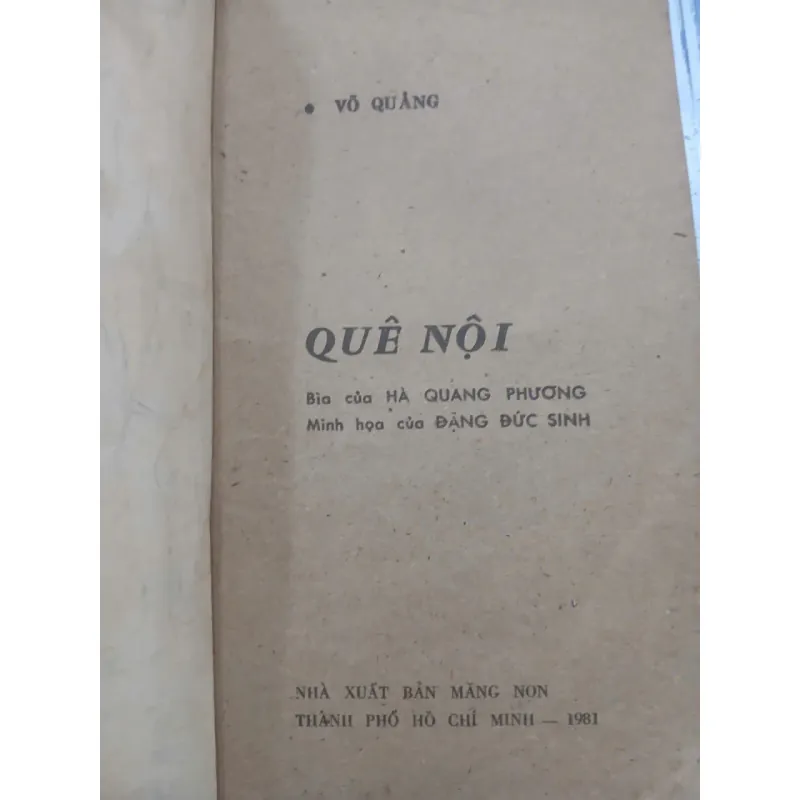 • VÕ QUẢNG
QUÊ NỘI
Bìa của HÀ QUANG PHƯƠNG
Minh họa của ĐẶNG ĐỨC SINH
NHÀ XUẤT BẢN MĂNG NON
THÀNH PHỐ HỒ CHÍ MINH — 1981